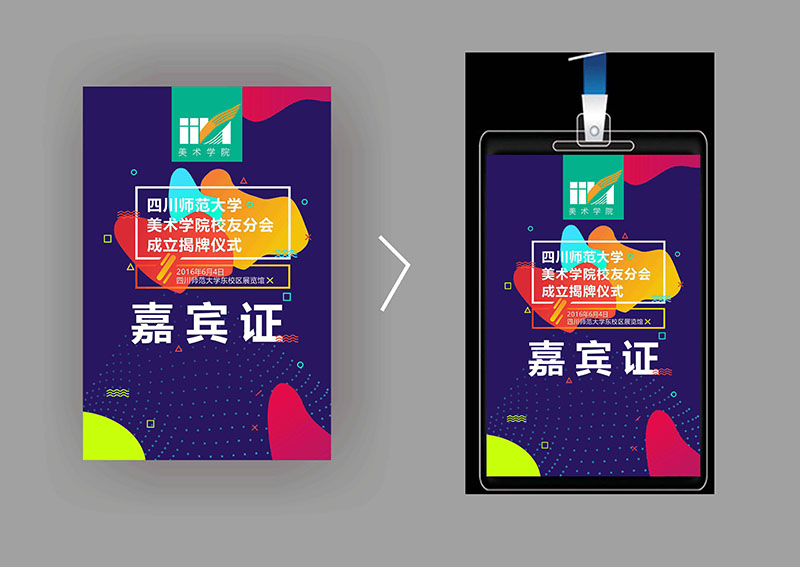 美术学院
四川师范大学
美术学院校友分会
成立揭牌仪式
2016年6月4日
四川师范大学东校区展览馆
嘉宾证
美术学院
四川师范大学
美术学院校友分会
成立揭牌仪式
2016年6月4日
四川师范大学东校区展览馆
嘉宾证